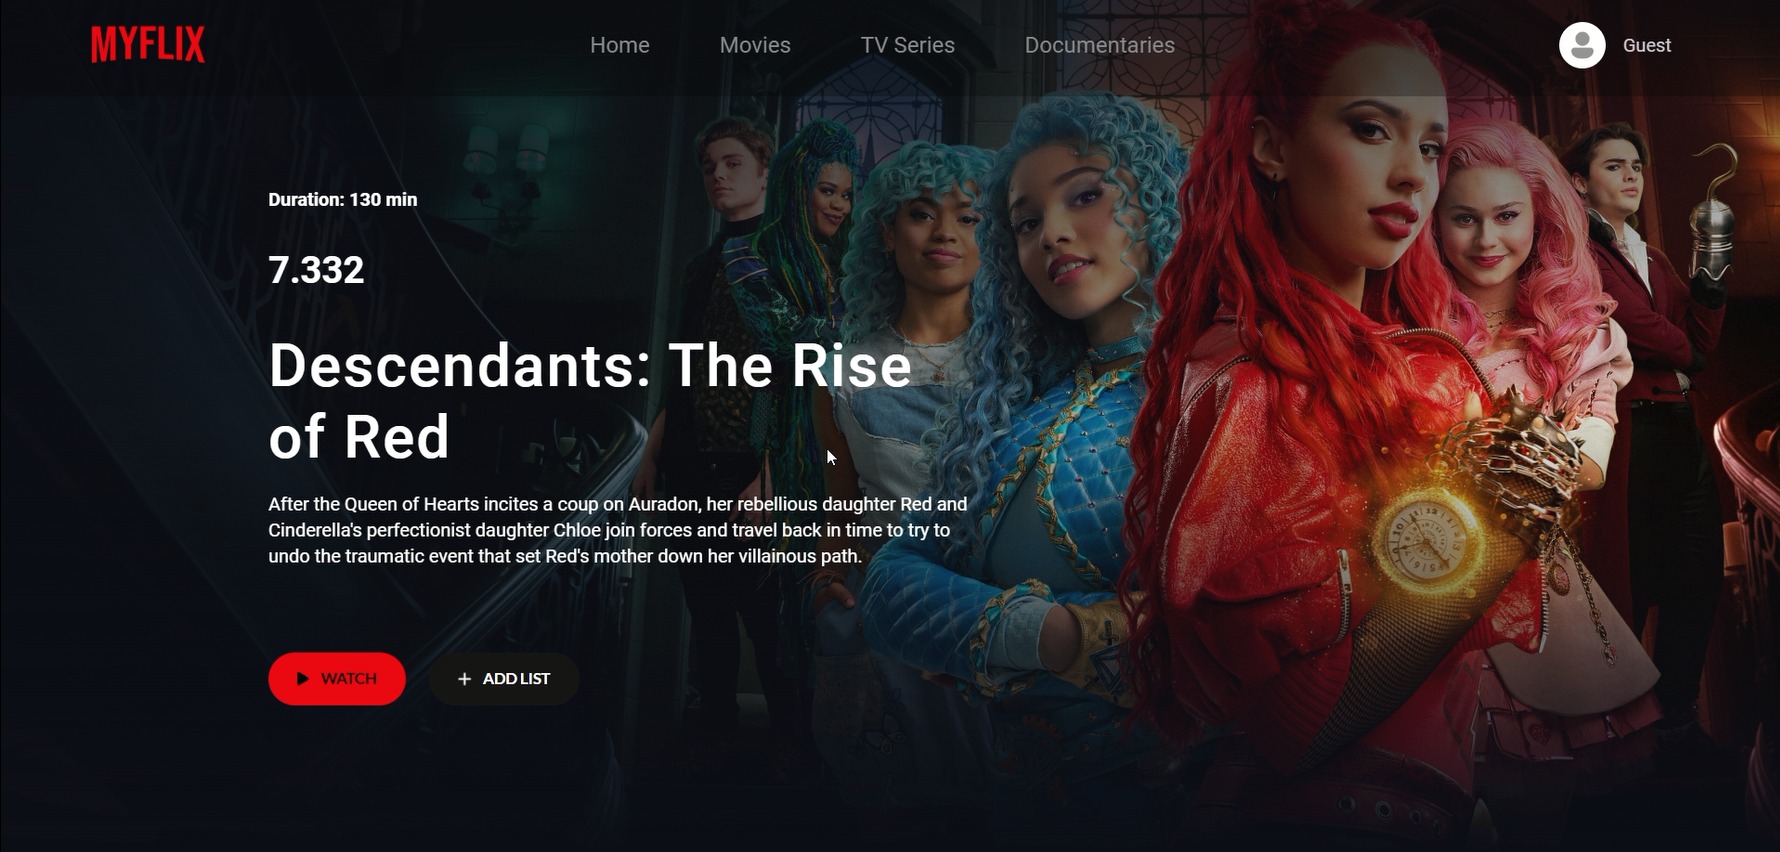 MYFLIX
Home
Movies
TV Series
Documentaries
Guest
Duration: 130 min
7.332
Descendants: The Rise
of Red
After the Queen of Hearts incites a coup on Auradon, her rebellious daughter Red and
Cinderella's perfectionist daughter Chloe join forces and travel back in time to try to
undo the traumatic event that set Red's mother down her villainous path.
WATCH
+ ADD LIST